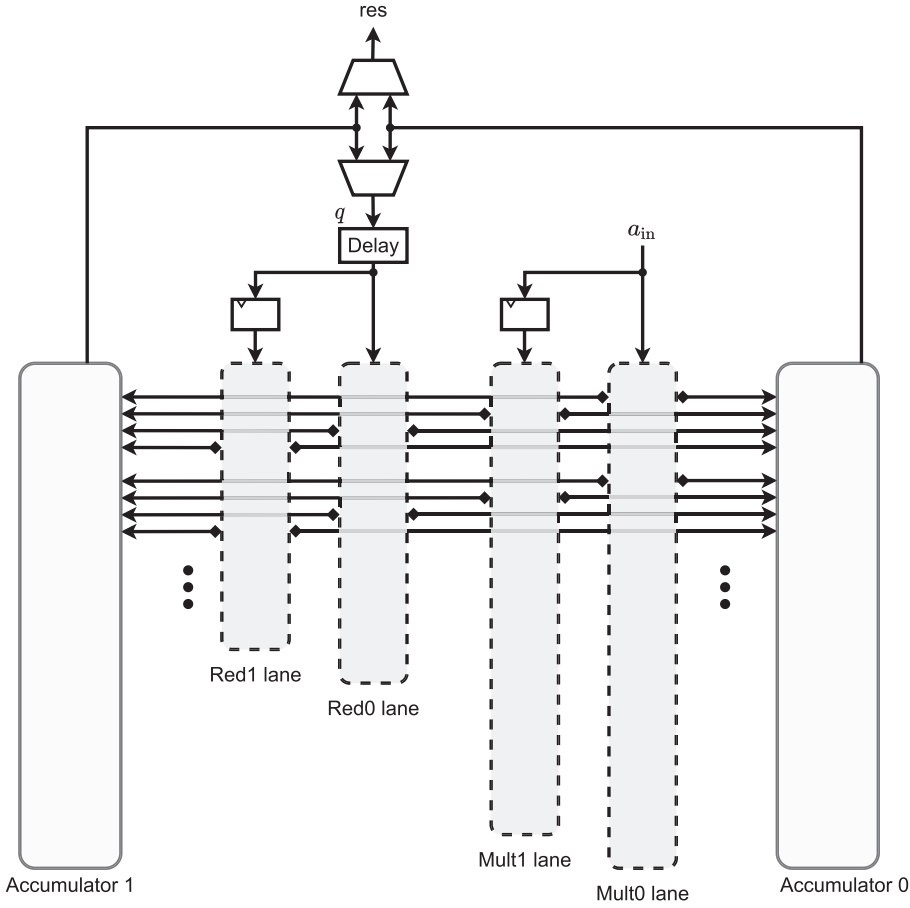 res
q
Delay
a_in
Red1 lane
Red0 lane
Mult1 lane
Accumulator 1
Mult0 lane
Accumulator 0